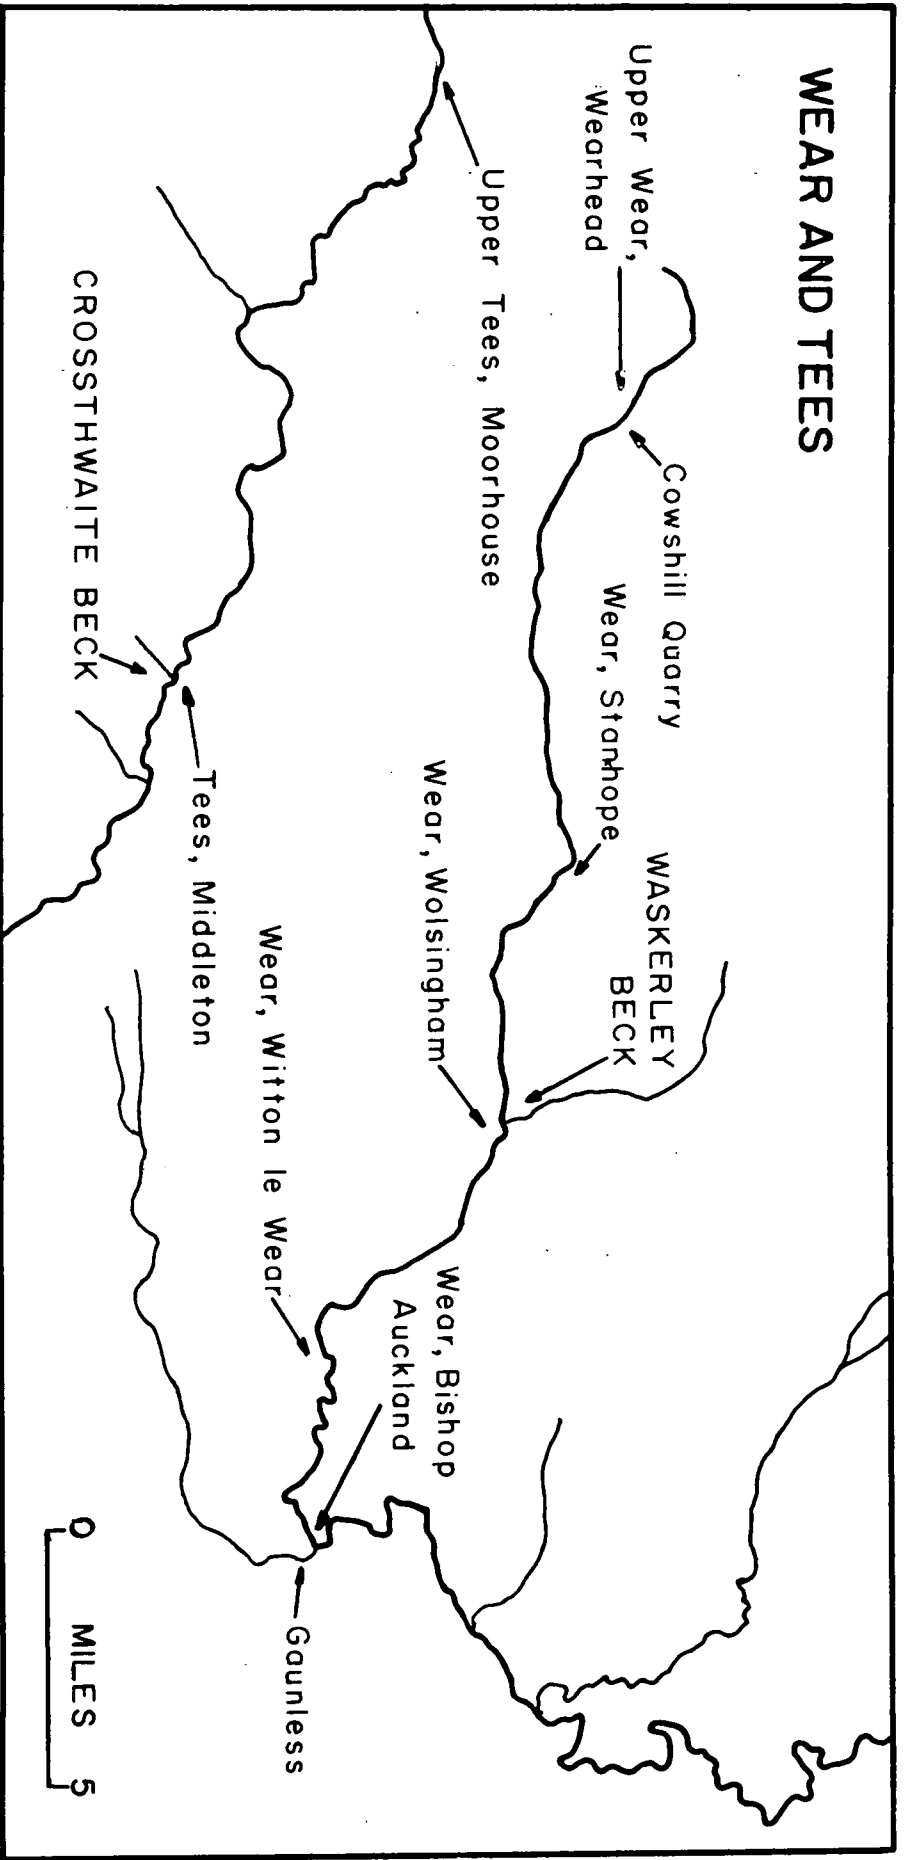 WEAR AND TEES
Upper Wear,
Wearhead
Cowshill Quarry
Wear, Stanhope
WASKERLEY
BECK
Upper Tees, Moorhouse
Wear, Wolsingham
Wear, Bishop
Auckland
Wear, Witton le Wear
Gaunless
Tees, Middleton
CROSSTHWAITE BECK
0 MILES 5